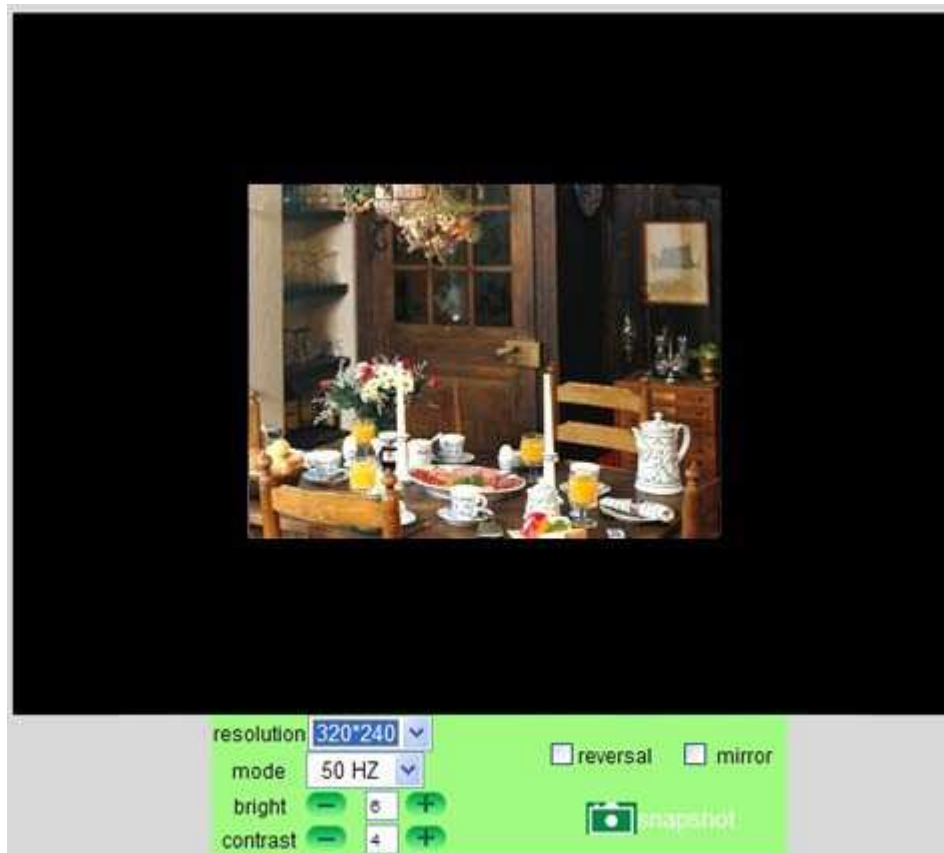 resolution 320*240
reversal mirror
mode 50 HZ
bright 6
snapshot
contrast 4